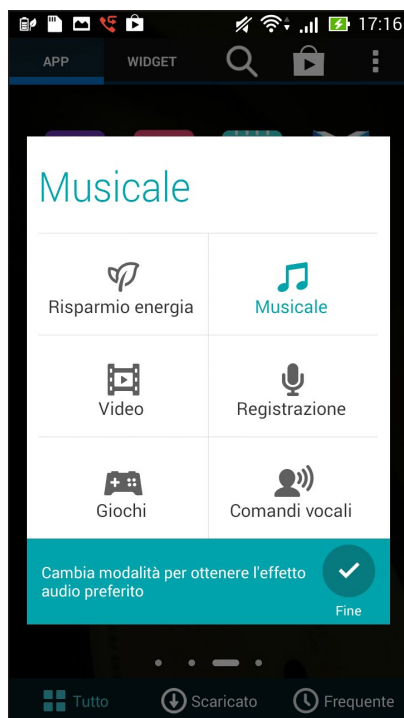 17:16
APP WIDGET
Musicale
Risparmio energia Musicale
Video Registrazione
Giochi Comandi vocali
Cambia modalità per ottenere l'effetto
audio preferito
Fine
Tutto Scaricato Frequente